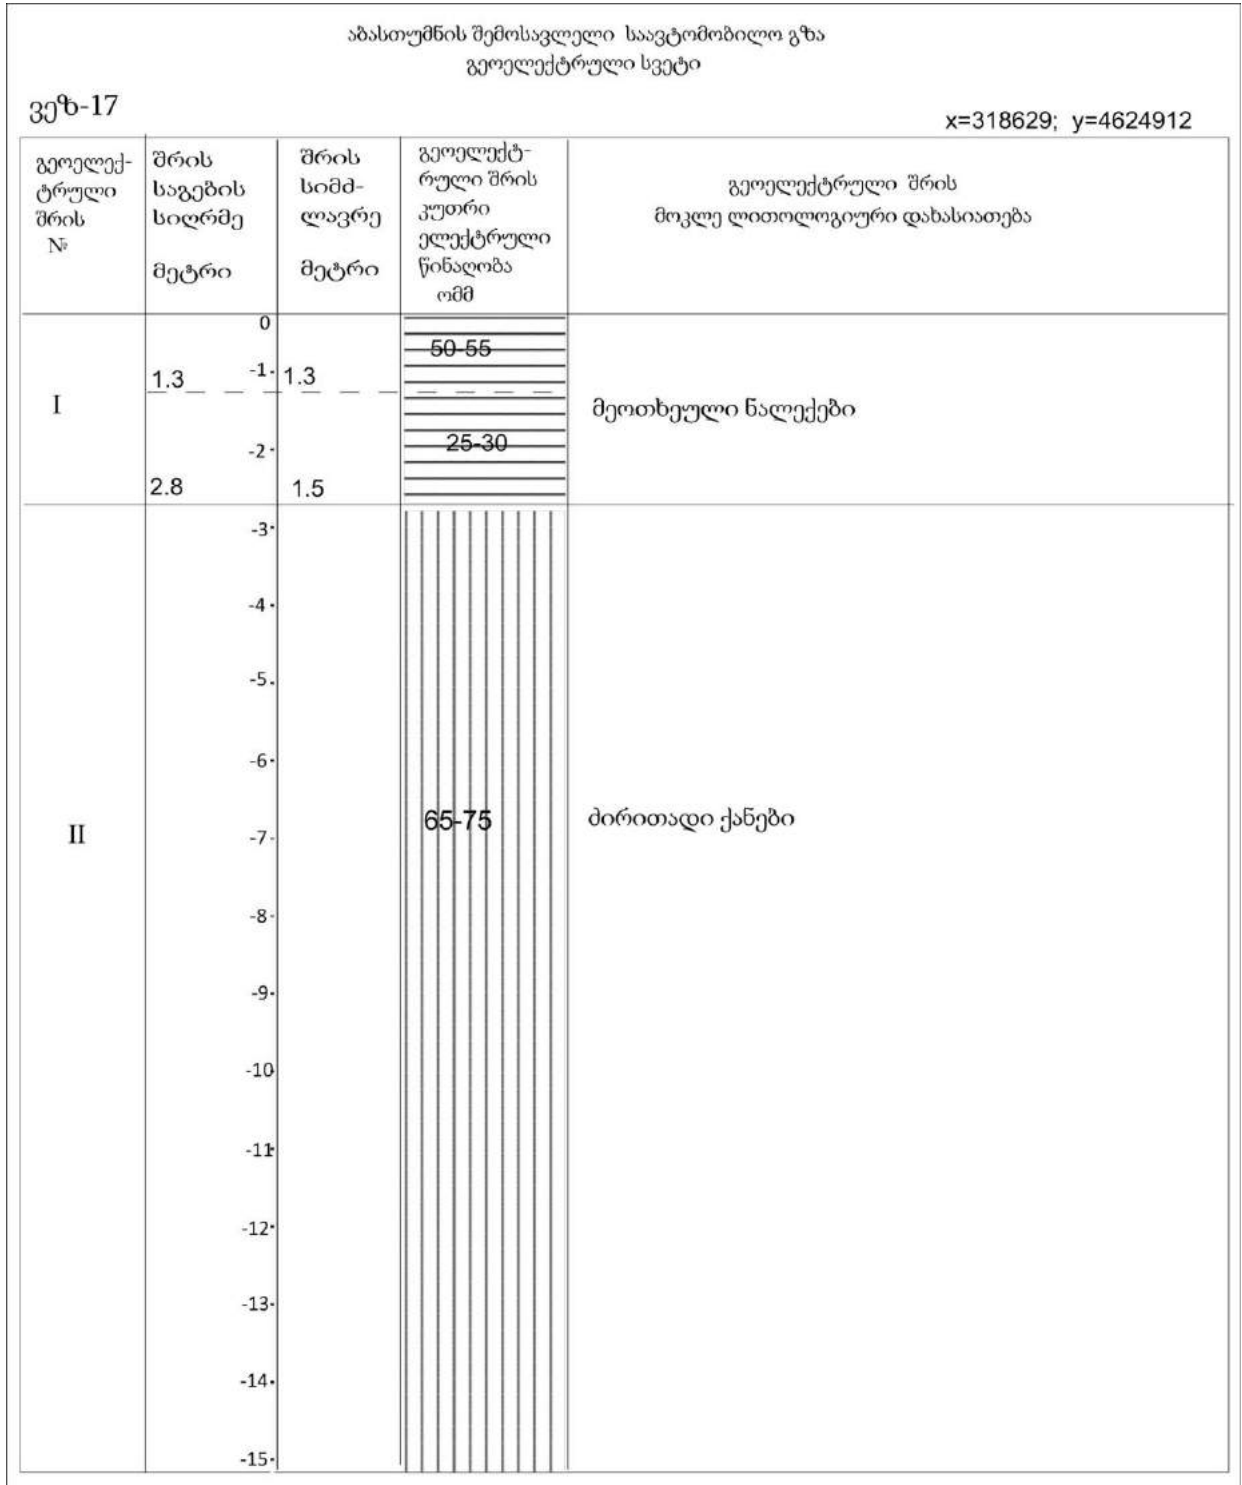 აბასთუმნის შემოსავლელი საავტომობილო გზა
გეოელექტრული სვეტი
ვეზ-17
x=318629; y=4624912
გეოელექ-
ტრული
შრის
№
შრის
საგების
სიღრმე
მეტრი
შრის
სიმძ-
ლავრე
მეტრი
გეოელექტ-
რული შრის
კუთრი
ელექტრული
წინაღობა
ომმ
გეოელექტრული შრის
მოკლე ლითოლოგიური დახასიათება
I
0
1.3
-1
1.3
-2
2.8
1.5
50-55
25-30
მეოთხეული ნალექები
II
-3
-4
-5
-6
-7
-8
-9
-10
-11
-12
-13
-14
-15
65-75
ძირითადი ქანები